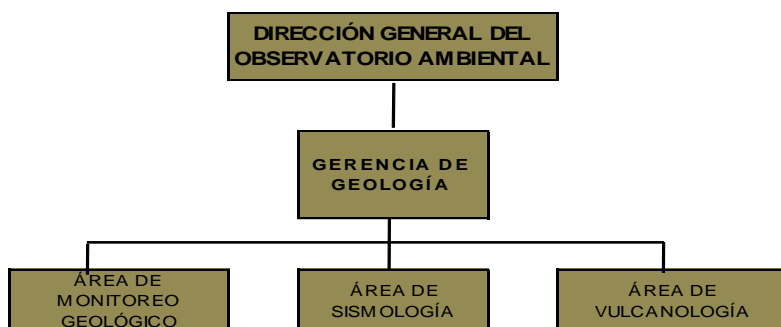 DIRECCIÓN GENERAL DEL
OBSERVATORIO AMBIENTAL
GERENCIA DE
GEOLOGÍA
ÁREA DE
MONITOREO
GEOLÓGICO
ÁREA DE
SISMOLOGÍA
ÁREA DE
VULCANOLOGÍA